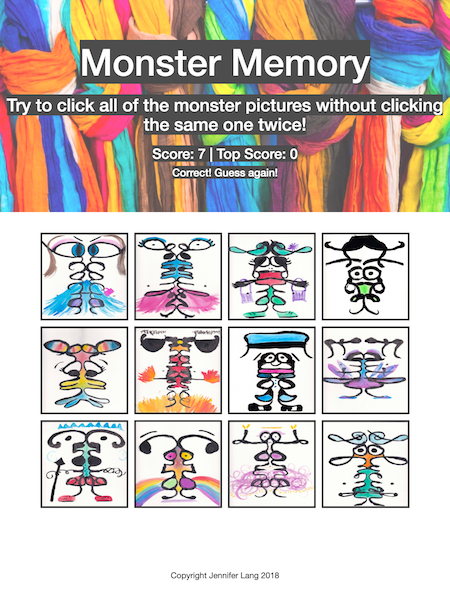 Monster Memory
Try to click all of the monster pictures without clicking
the same one twice!
Score: 7 | Top Score: 0
Correct! Guess again!
Copyright Jennifer Lang 2018